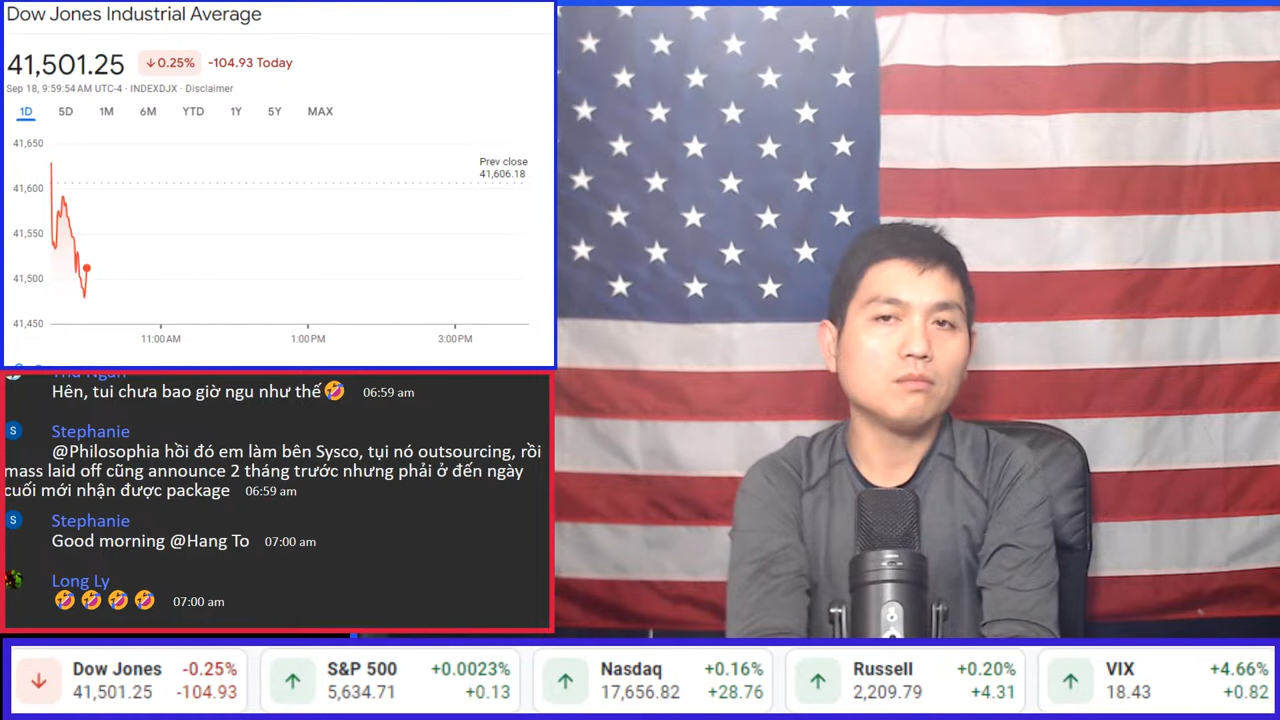 Dow Jones Industrial Average
41,501.25 ↓0.25% -104.93 Today
Sep 18, 9:59:54 AM UTC-4 · INDEXDJX · Disclaimer
1D 5D 1M 6M YTD 1Y 5Y MAX
41,650
Prev close
41,606.18
41,600
41,550
41,500
41,450
11:00 AM 1:00 PM 3:00 PM
Hên, tui chưa bao giờ ngu như thế🤣 06:59 am
S Stephanie
@Philosophia hồi đó em làm bên Sysco, tụi nó outsourcing, rồi
mass laid off cũng announce 2 tháng trước nhưng phải ở đến ngày
cuối mới nhận được package 06:59 am
S Stephanie
Good morning @Hang To 07:00 am
Long Ly
🤣 🤣 🤣 🤣 07:00 am
Dow Jones -0.25%
41,501.25 -104.93
S&P 500 +0.0023%
5,634.71 +0.13
Nasdaq +0.16%
17,656.82 +28.76
Russell +0.20%
2,209.79 +4.31
VIX +4.66%
18.43 +0.82